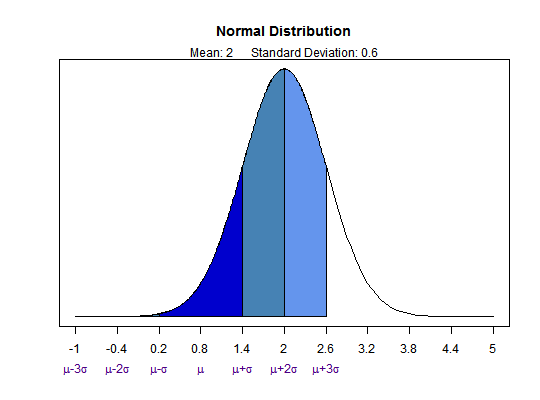 Normal Distribution
Mean: 2 Standard Deviation: 0.6
-1 -0.4 0.2 0.8 1.4 2 2.6 3.2 3.8 4.4 5
μ-3σ μ-2σ μ-σ μ μ+σ μ+2σ μ+3σ